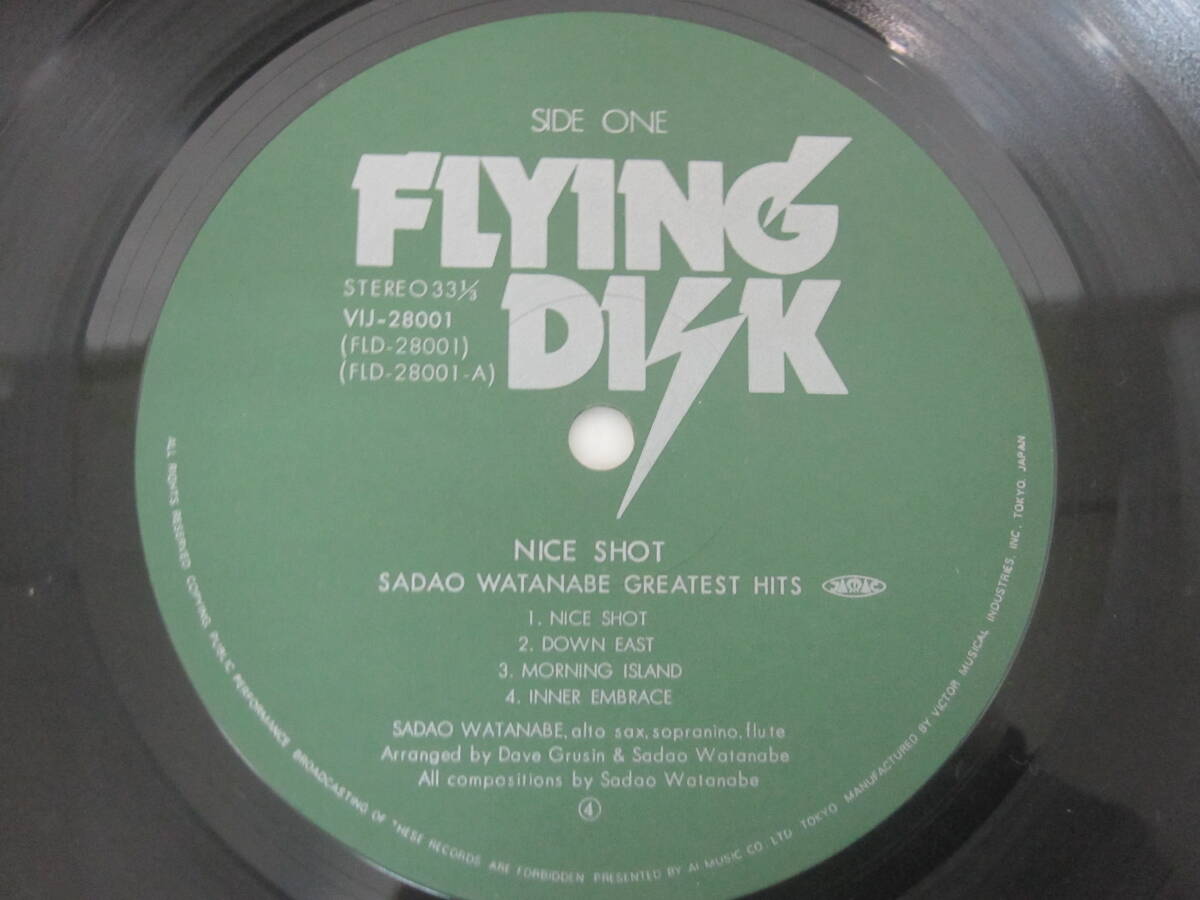 SIDE ONE
FLYING
DISK
STEREO 33 1/3
VIJ-28001
(FLD-28001)
(FLD-28001-A)
NICE SHOT
SADAO WATANABE GREATEST HITS JASRAC
1. NICE SHOT
2. DOWN EAST
3. MORNING ISLAND
4. INNER EMBRACE
SADAO WATANABE, alto sax, sopranino, flute
Arranged by Dave Grusin & Sadao Watanabe
All compositions by Sadao Watanabe
④
ALL RIGHTS RESERVED COPYING, PUBLIC PERFORMANCE BROADCASTING OF THESE RECORDS ARE FORBIDDEN PRESENTED BY AI MUSIC CO. LTD. TOKYO MANUFACTURED BY VICTOR MUSICAL INDUSTRIES, INC. TOKYO, JAPAN